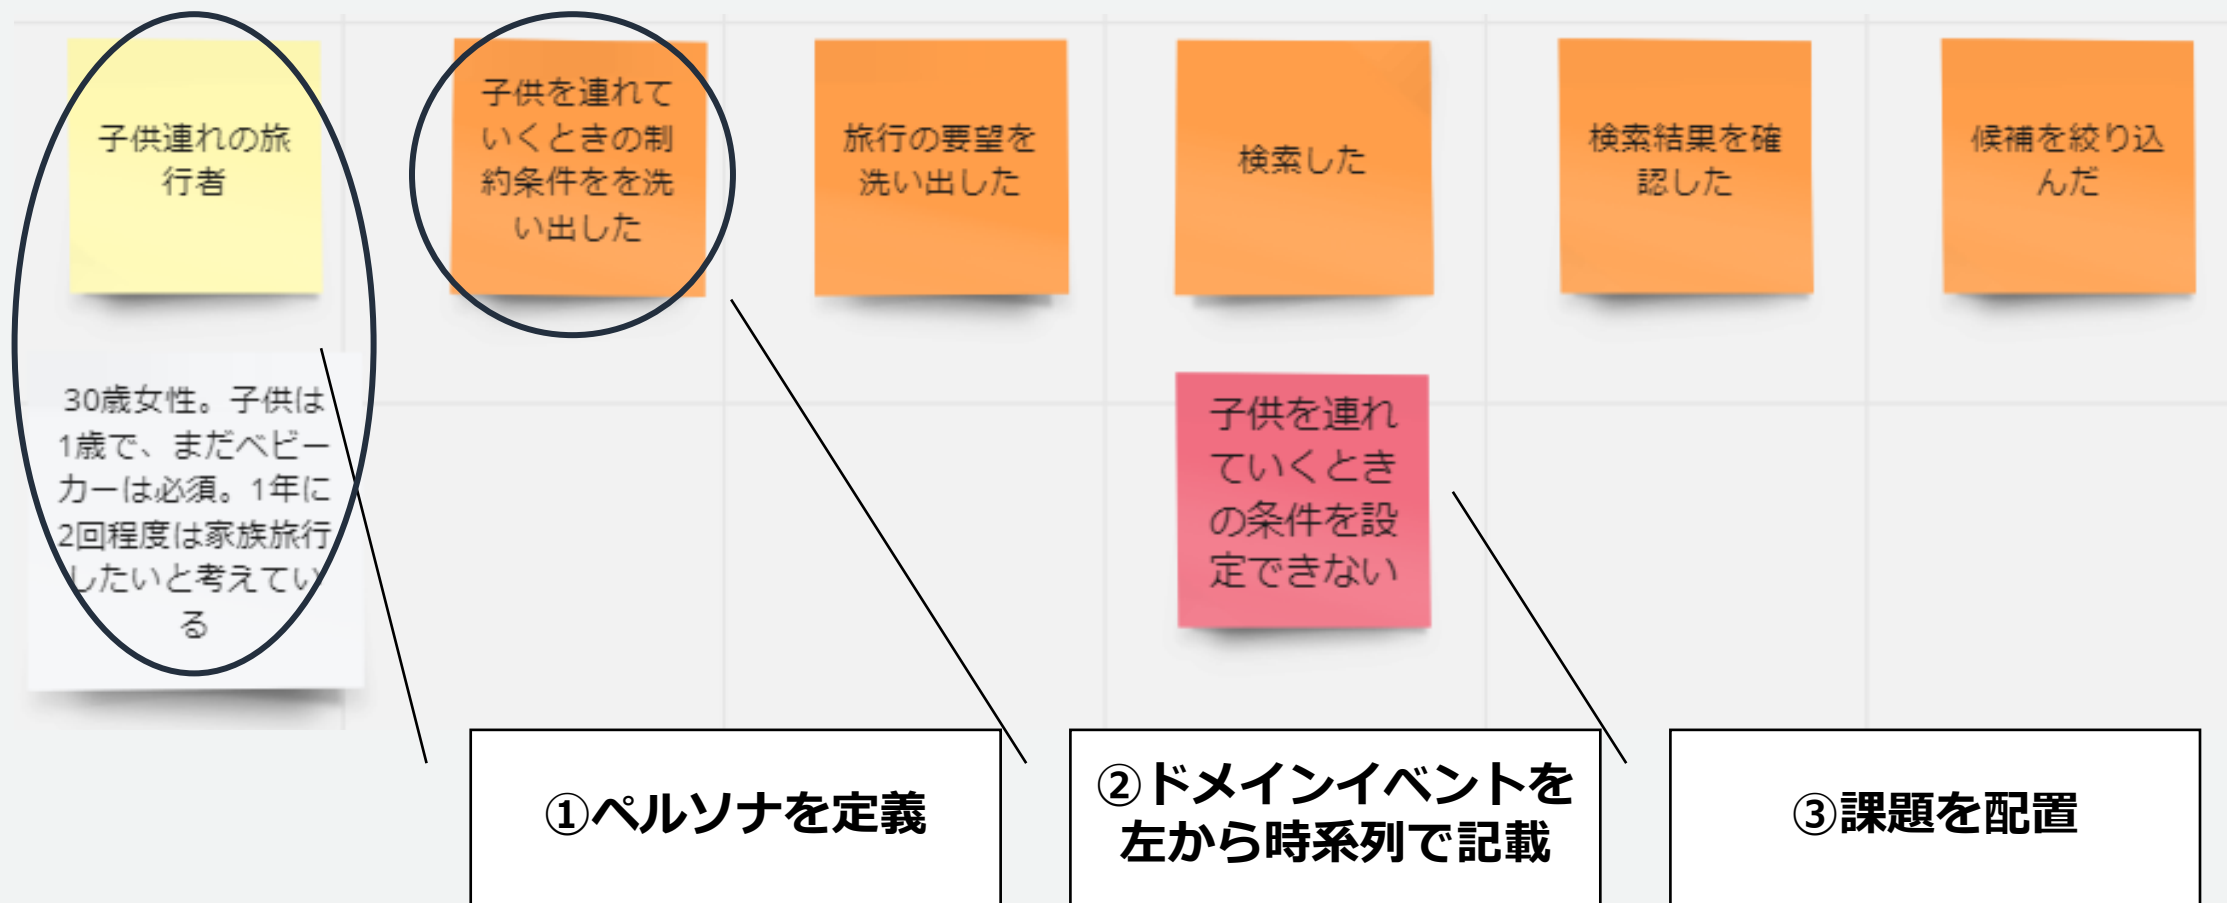 子供連れの旅
行者
子供を連れて
いくときの制
約条件をを洗
い出した
旅行の要望を
洗い出した
検索した
検索結果を確
認した
候補を絞り込
んだ
30歳女性。子供は
1歳で、まだベビー
カーは必須。1年に
2回程度は家族旅行
したいと考えてい
る
子供を連れ
ていくとき
の条件を設
定できない
①ペルソナを定義
②ドメインイベントを
左から時系列で記載
③課題を配置